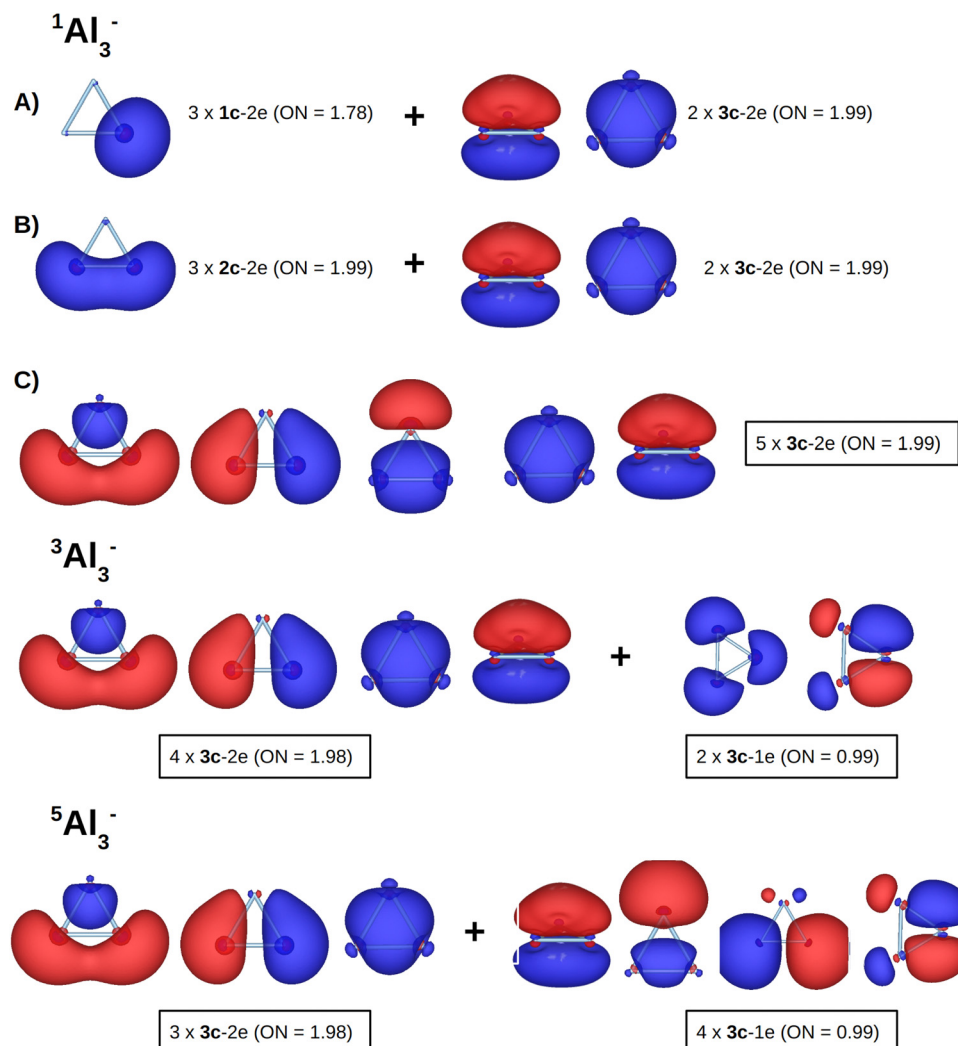 ¹Al₃⁻
A) 3 x 1c-2e (ON = 1.78) + 2 x 3c-2e (ON = 1.99)
B) 3 x 2c-2e (ON = 1.99) + 2 x 3c-2e (ON = 1.99)
C) 5 x 3c-2e (ON = 1.99)
³Al₃⁻
+
4 x 3c-2e (ON = 1.98) 2 x 3c-1e (ON = 0.99)
⁵Al₃⁻
+
3 x 3c-2e (ON = 1.98) 4 x 3c-1e (ON = 0.99)